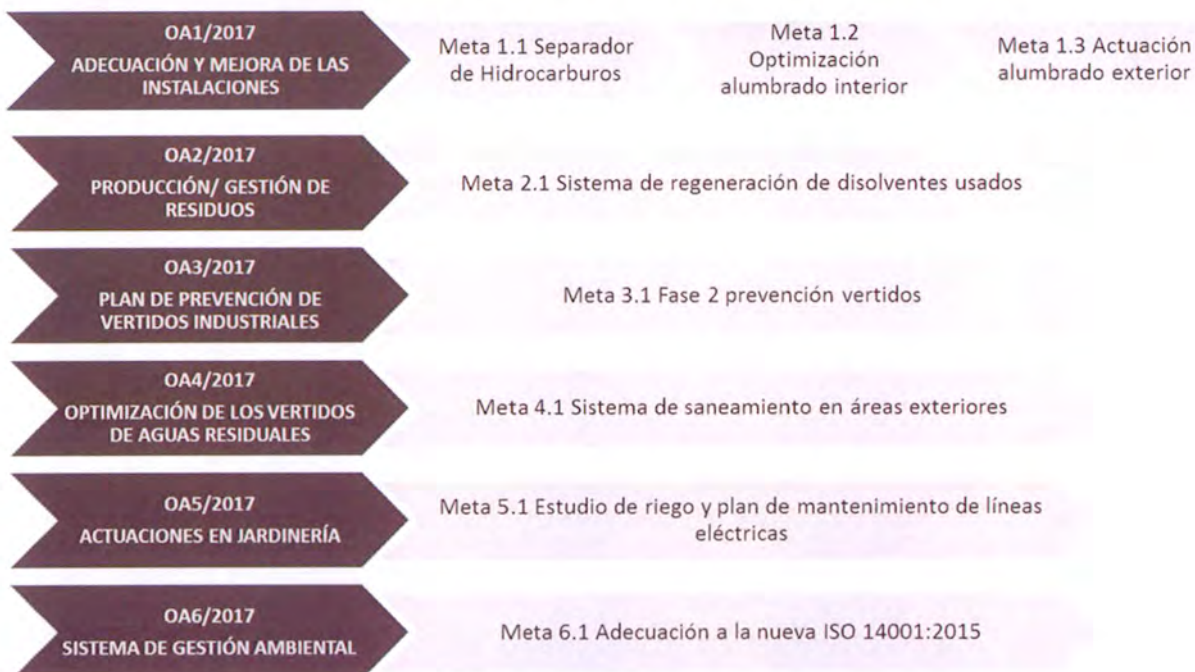 OA1/2017
ADECUACIÓN Y MEJORA DE LAS
INSTALACIONES
Meta 1.1 Separador
de Hidrocarburos
Meta 1.2
Optimización
alumbrado interior
Meta 1.3 Actuación
alumbrado exterior
OA2/2017
PRODUCCIÓN/ GESTIÓN DE
RESIDUOS
Meta 2.1 Sistema de regeneración de disolventes usados
OA3/2017
PLAN DE PREVENCIÓN DE
VERTIDOS INDUSTRIALES
Meta 3.1 Fase 2 prevención vertidos
OA4/2017
OPTIMIZACIÓN DE LOS VERTIDOS
DE AGUAS RESIDUALES
Meta 4.1 Sistema de saneamiento en áreas exteriores
OA5/2017
ACTUACIONES EN JARDINERÍA
Meta 5.1 Estudio de riego y plan de mantenimiento de líneas
eléctricas
OA6/2017
SISTEMA DE GESTIÓN AMBIENTAL
Meta 6.1 Adecuación a la nueva ISO 14001:2015